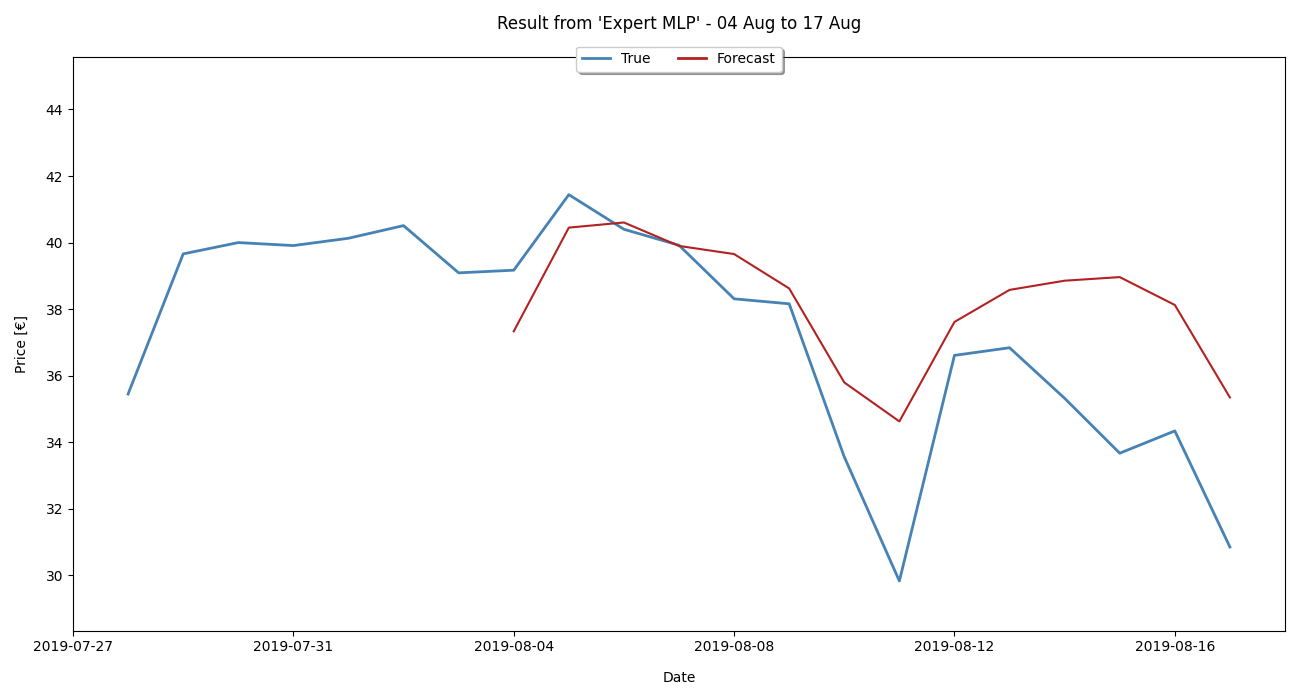 Result from 'Expert MLP' - 04 Aug to 17 Aug
True Forecast
44
42
40
38
36
34
32
30
Price [€]
2019-07-27 2019-07-31 2019-08-04 2019-08-08 2019-08-12 2019-08-16
Date